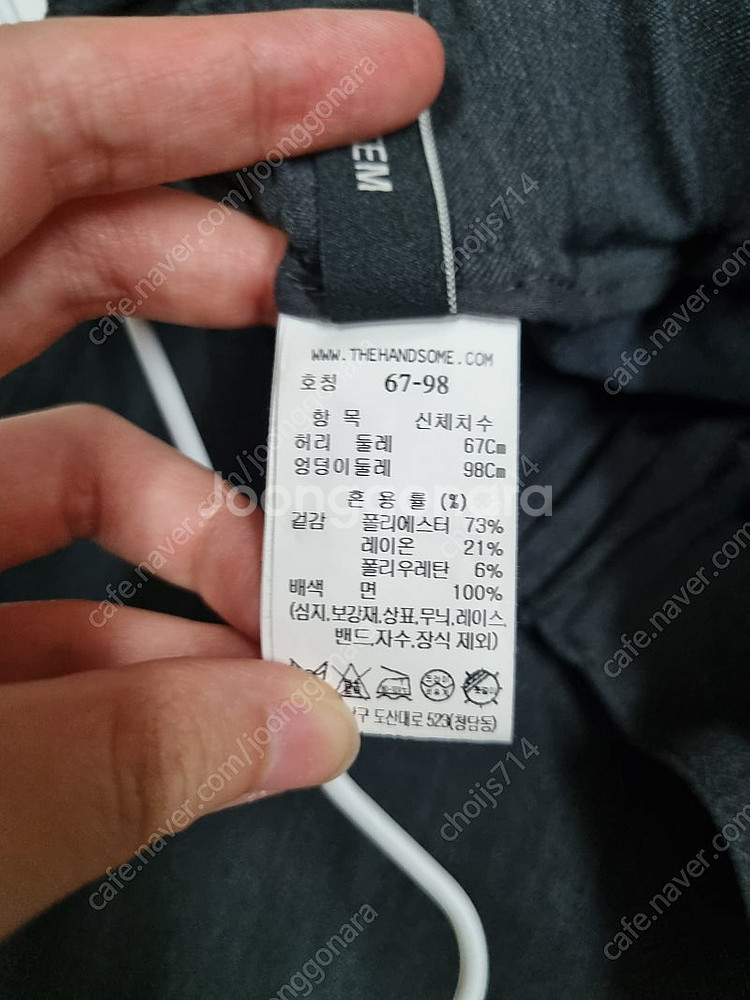 TEM
WWW.THEHANDSOME.COM
호칭 67-98
항 목 신체치수
허리 둘레 67Cm
엉덩이둘레 98Cm
혼 용 률 (%)
겉감 폴리에스터 73%
레이온 21%
폴리우레탄 6%
배색 면 100%
(심지,보강재,상표,무늬,레이스,
밴드,자수,장식 제외)
구 도산대로 523(청담동)
Joonggonara
cafe.naver.com/joonggonara
choijs714